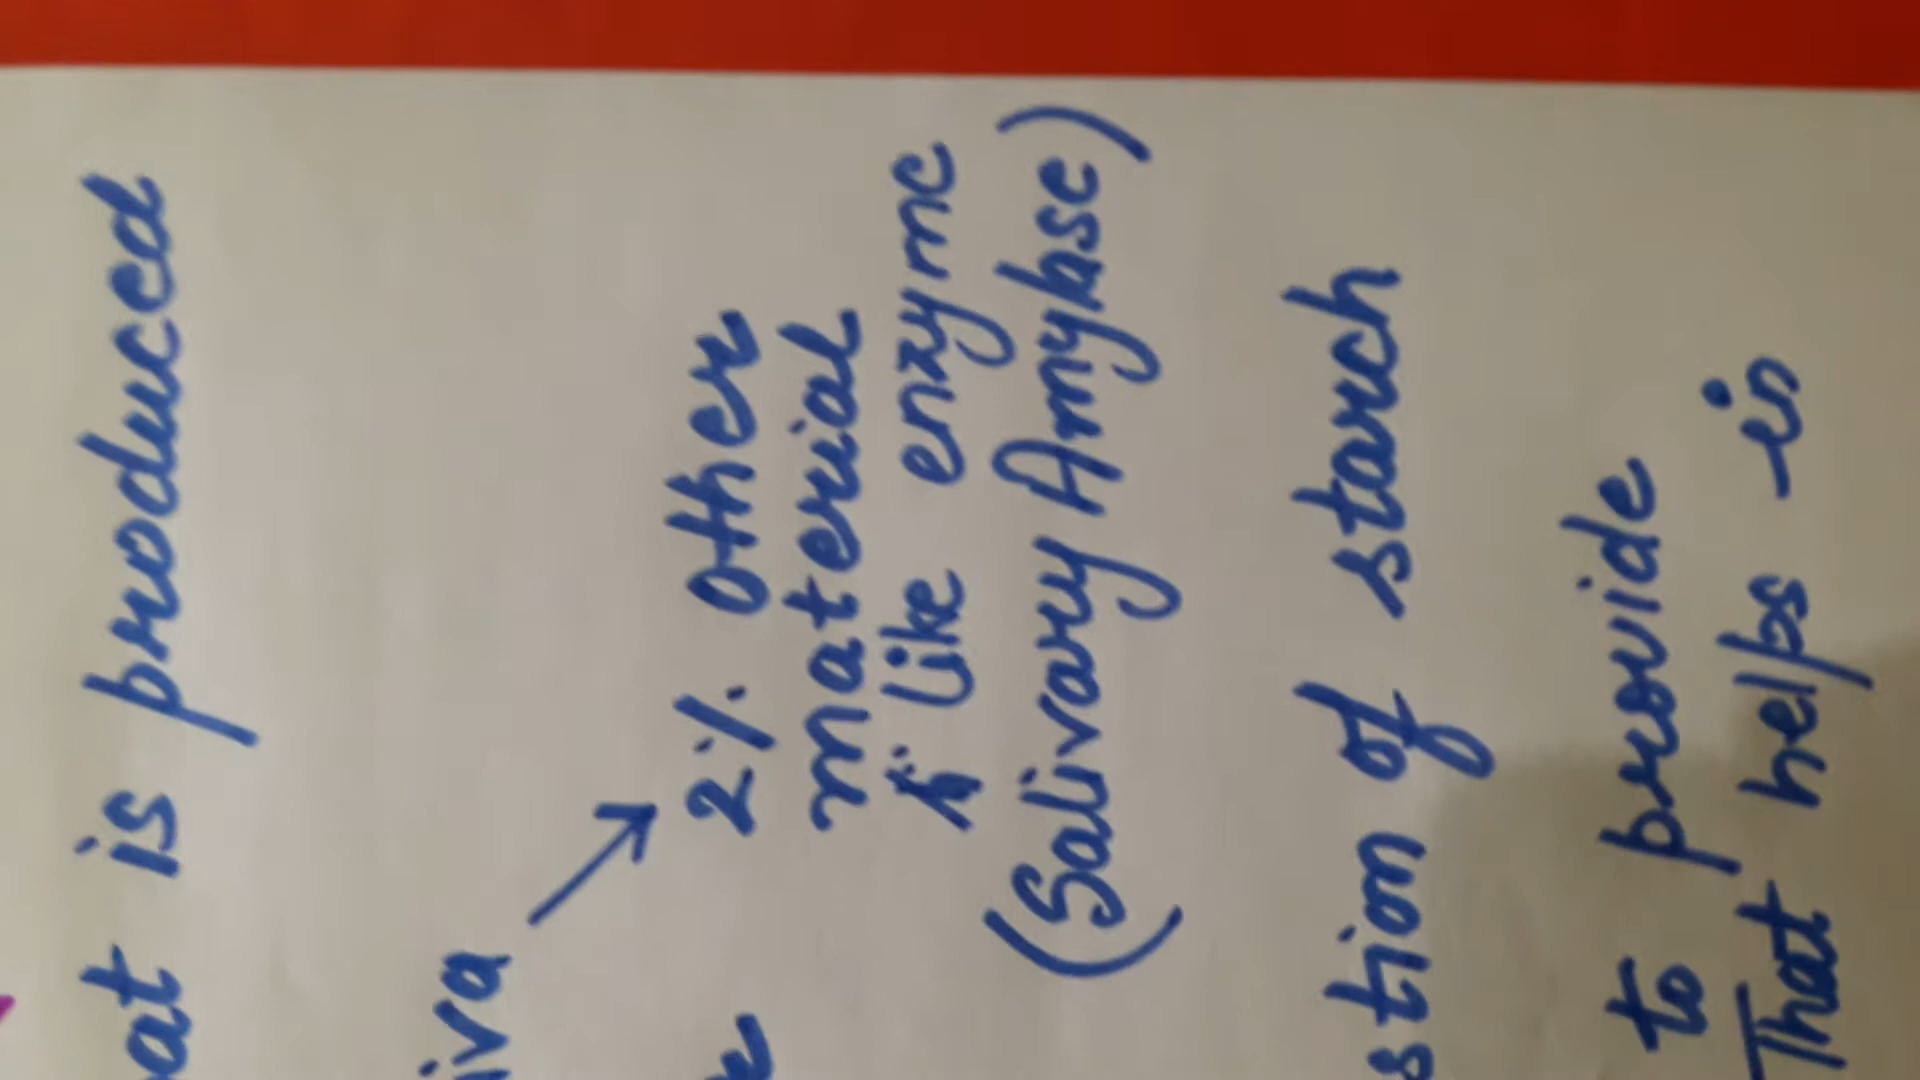 at is produced
iva
2% other
material
like enzyme
(Salivary Amylase)
stion of starch
to provide
That helps in